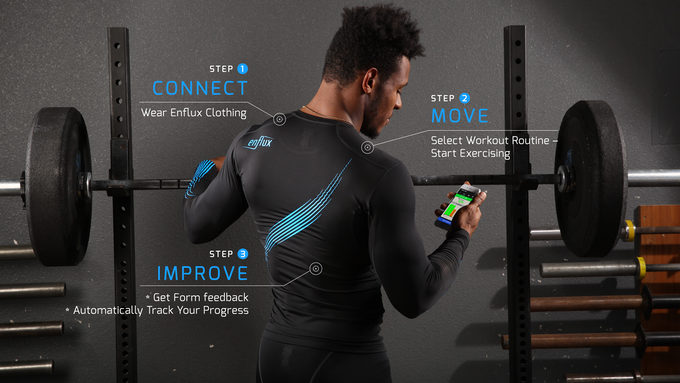 STEP 1
CONNECT
Wear Enflux Clothing
enflux
STEP 2
MOVE
Select Workout Routine –
Start Exercising
STEP 3
IMPROVE
* Get Form feedback
* Automatically Track Your Progress